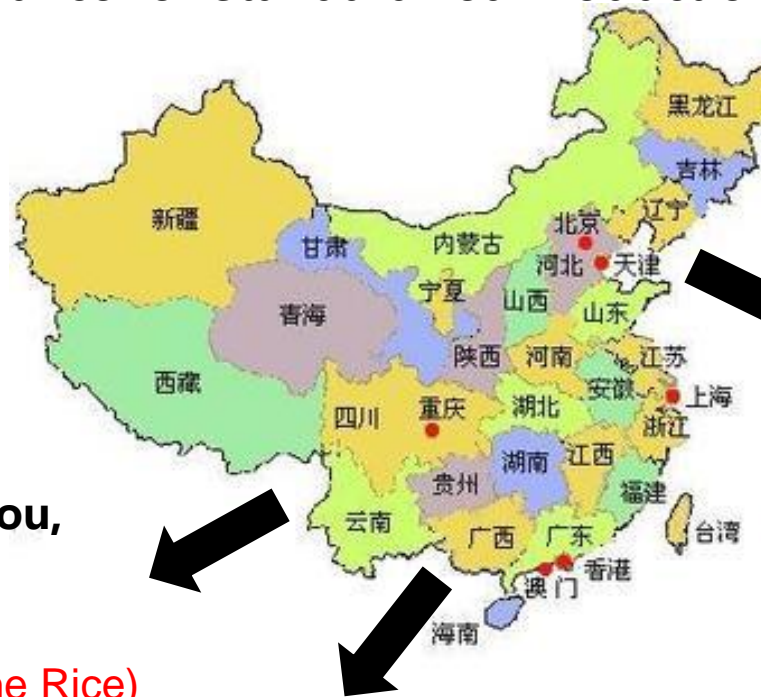 黑龙江
吉林
辽宁
新疆
北京
甘肃
内蒙古
河北
天津
宁夏
山西
青海
山东
陕西
河南
江苏
西藏
安徽
上海
四川
重庆
湖北
浙江
湖南
江西
贵州
福建
ou,
云南
广西
广东
台湾
香港
澳门
海南
ne Rice)